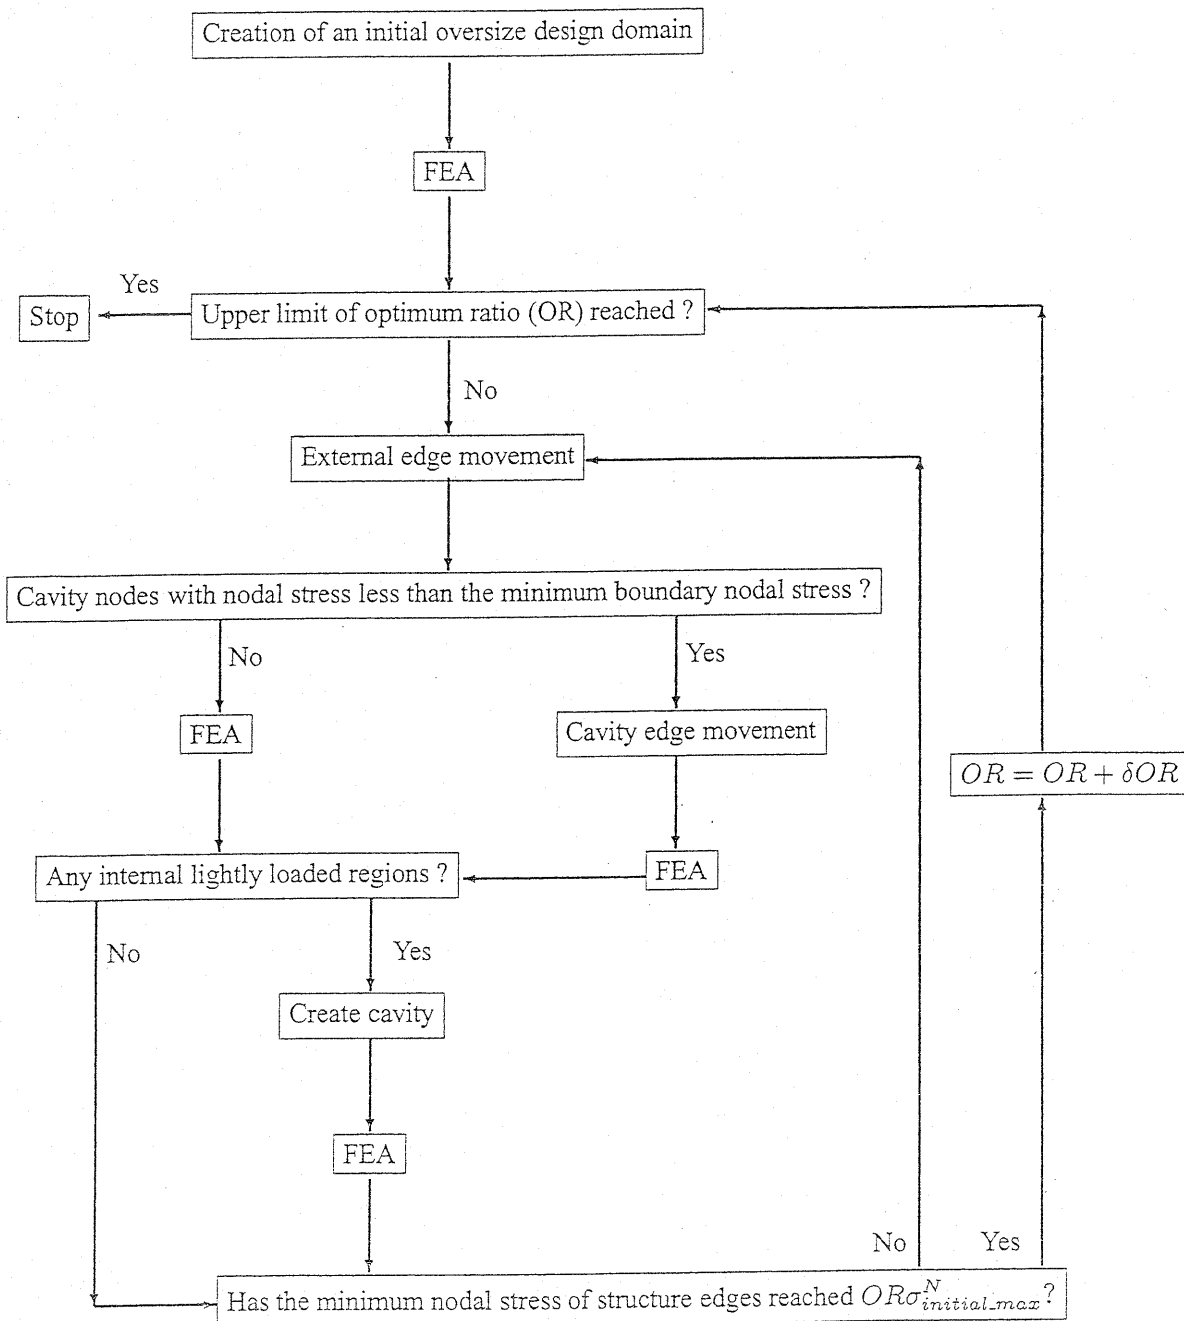 Creation of an initial oversize design domain
FEA
Yes
Stop
Upper limit of optimum ratio (OR) reached ?
No
External edge movement
Cavity nodes with nodal stress less than the minimum boundary nodal stress ?
No
Yes
FEA
Cavity edge movement
OR = OR + δOR
Any internal lightly loaded regions ?
FEA
No
Yes
Create cavity
FEA
No
Yes
Has the minimum nodal stress of structure edges reached ORσ^N_{initial_max}?